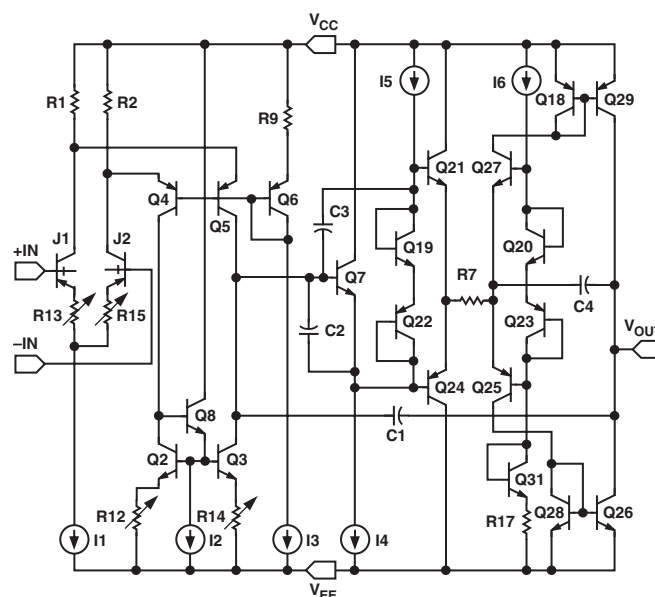 VCC
I5
I6
R1
R2
R9
Q18
Q29
Q21
Q27
Q4
Q5
Q6
C3
J1
J2
+IN
Q19
Q20
Q7
R7
C4
R13
R15
C2
Q22
Q23
VOUT
–IN
Q24
Q25
Q8
C1
Q2
Q3
Q31
R12
R14
R17
Q28
Q26
I1
I2
I3
I4
VEE